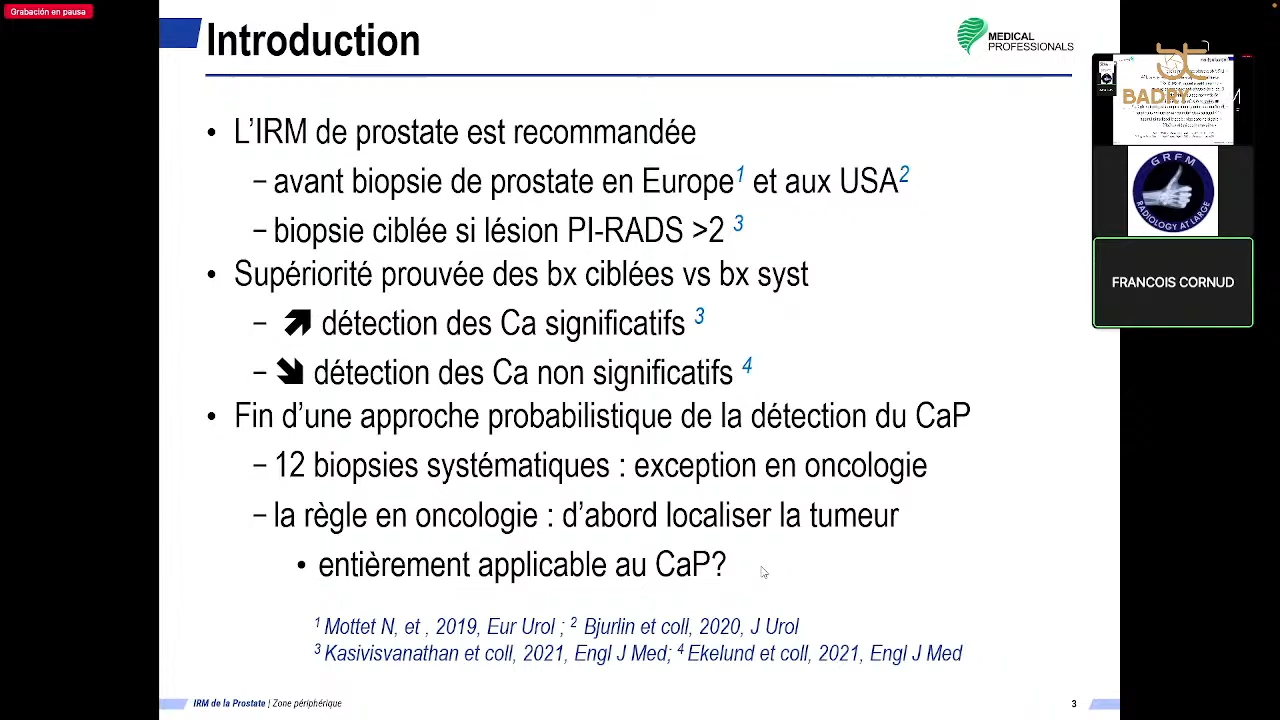 Grabación en pausa
Introduction
MEDICAL
PROFESSIONALS
• L’IRM de prostate est recommandée
– avant biopsie de prostate en Europe1 et aux USA2
– biopsie ciblée si lésion PI-RADS >2 3
• Supériorité prouvée des bx ciblées vs bx syst
– 🡽 détection des Ca significatifs 3
– 🡾 détection des Ca non significatifs 4
• Fin d’une approche probabilistique de la détection du CaP
– 12 biopsies systématiques : exception en oncologie
– la règle en oncologie : d’abord localiser la tumeur
• entièrement applicable au CaP?
1 Mottet N, et , 2019, Eur Urol ; 2 Bjurlin et coll, 2020, J Urol
3 Kasivisvanathan et coll, 2021, Engl J Med; 4 Ekelund et coll, 2021, Engl J Med
IRM de la Prostate | Zone périphérique
3
BADRY
GRFM
RADIOLOGY AT LARGE
FRANCOIS CORNUD